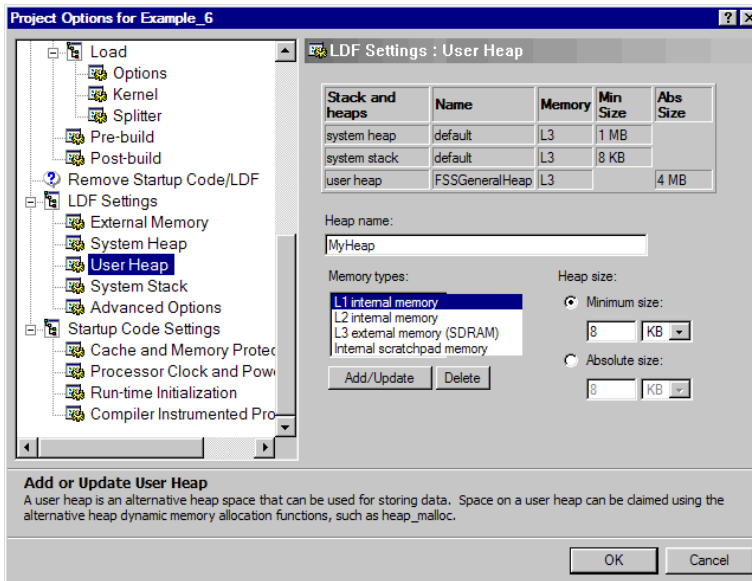 Project Options for Example_6
Load
Options
Kernel
Splitter
Pre-build
Post-build
Remove Startup Code/LDF
LDF Settings
External Memory
System Heap
User Heap
System Stack
Advanced Options
Startup Code Settings
Cache and Memory Protec
Processor Clock and Pow
Run-time Initialization
Compiler Instrumented Pro
LDF Settings : User Heap
Stack and heaps Name Memory Min Size Abs Size
system heap default L3 1 MB
system stack default L3 8 KB
user heap FSSGeneralHeap L3 4 MB
Heap name:
MyHeap
Memory types:
L1 internal memory
L2 internal memory
L3 external memory (SDRAM)
Internal scratchpad memory
Add/Update Delete
Heap size:
Minimum size:
8 KB
Absolute size:
8 KB
Add or Update User Heap
A user heap is an alternative heap space that can be used for storing data. Space on a user heap can be claimed using the
alternative heap dynamic memory allocation functions, such as heap_malloc.
OK Cancel